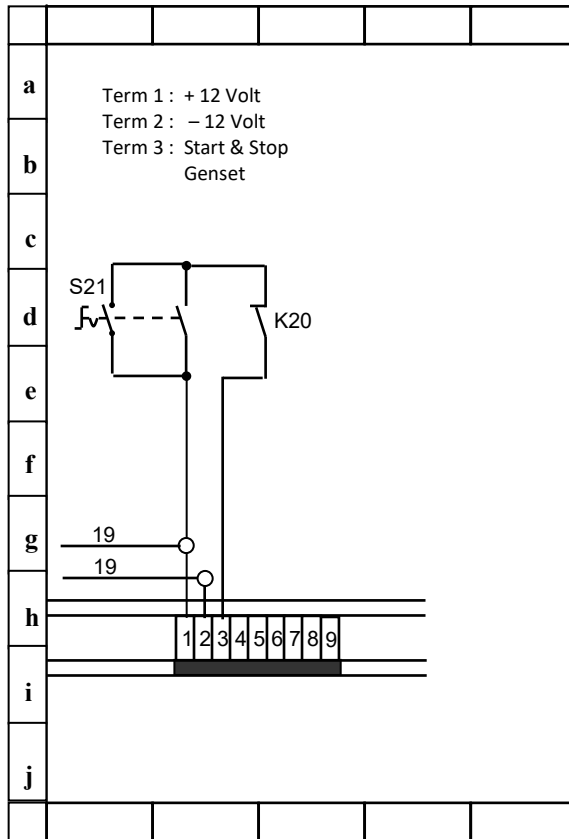 a
Term 1 : + 12 Volt
Term 2 : – 12 Volt
b
Term 3 : Start & Stop
Genset
c
S21
d
K20
e
f
g
19
19
h
1 2 3 4 5 6 7 8 9
i
j